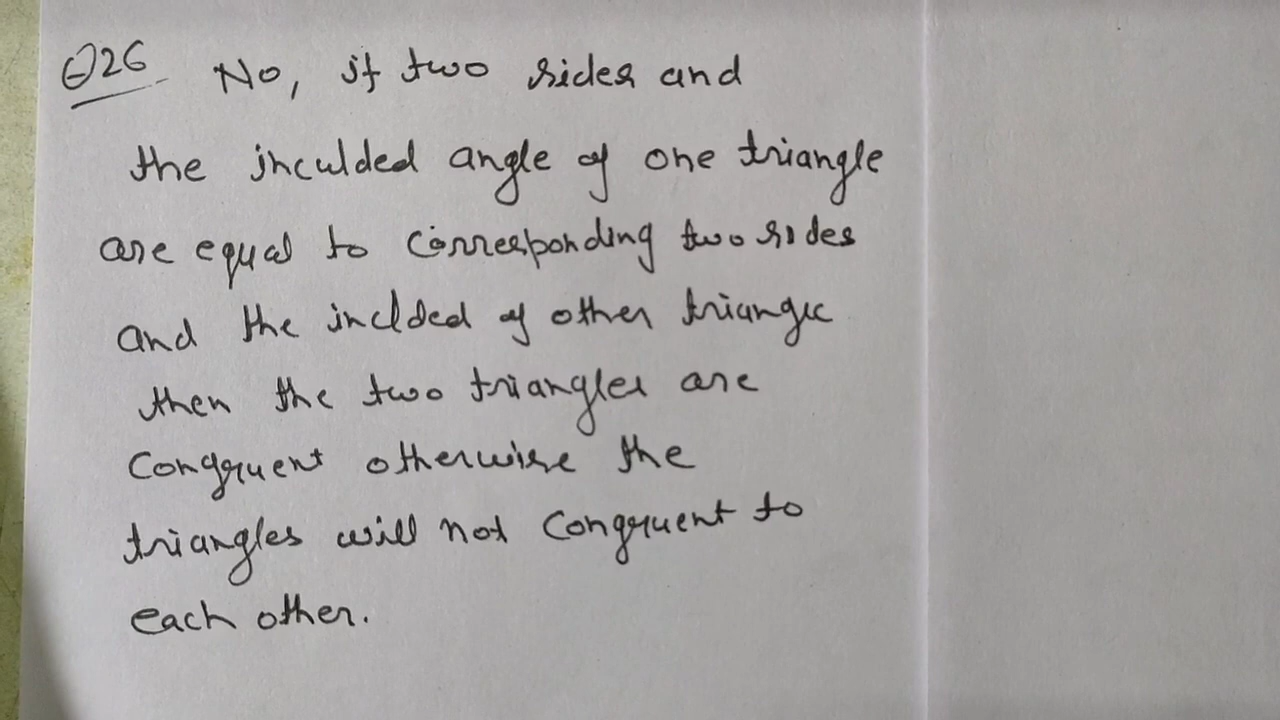 Q26 No, if two sides and
the inculded angle of one triangle
are equal to corresponding two sides
and the inclded of other triangle
then the two triangles are
congruent otherwise the
triangles will not congruent to
each other.